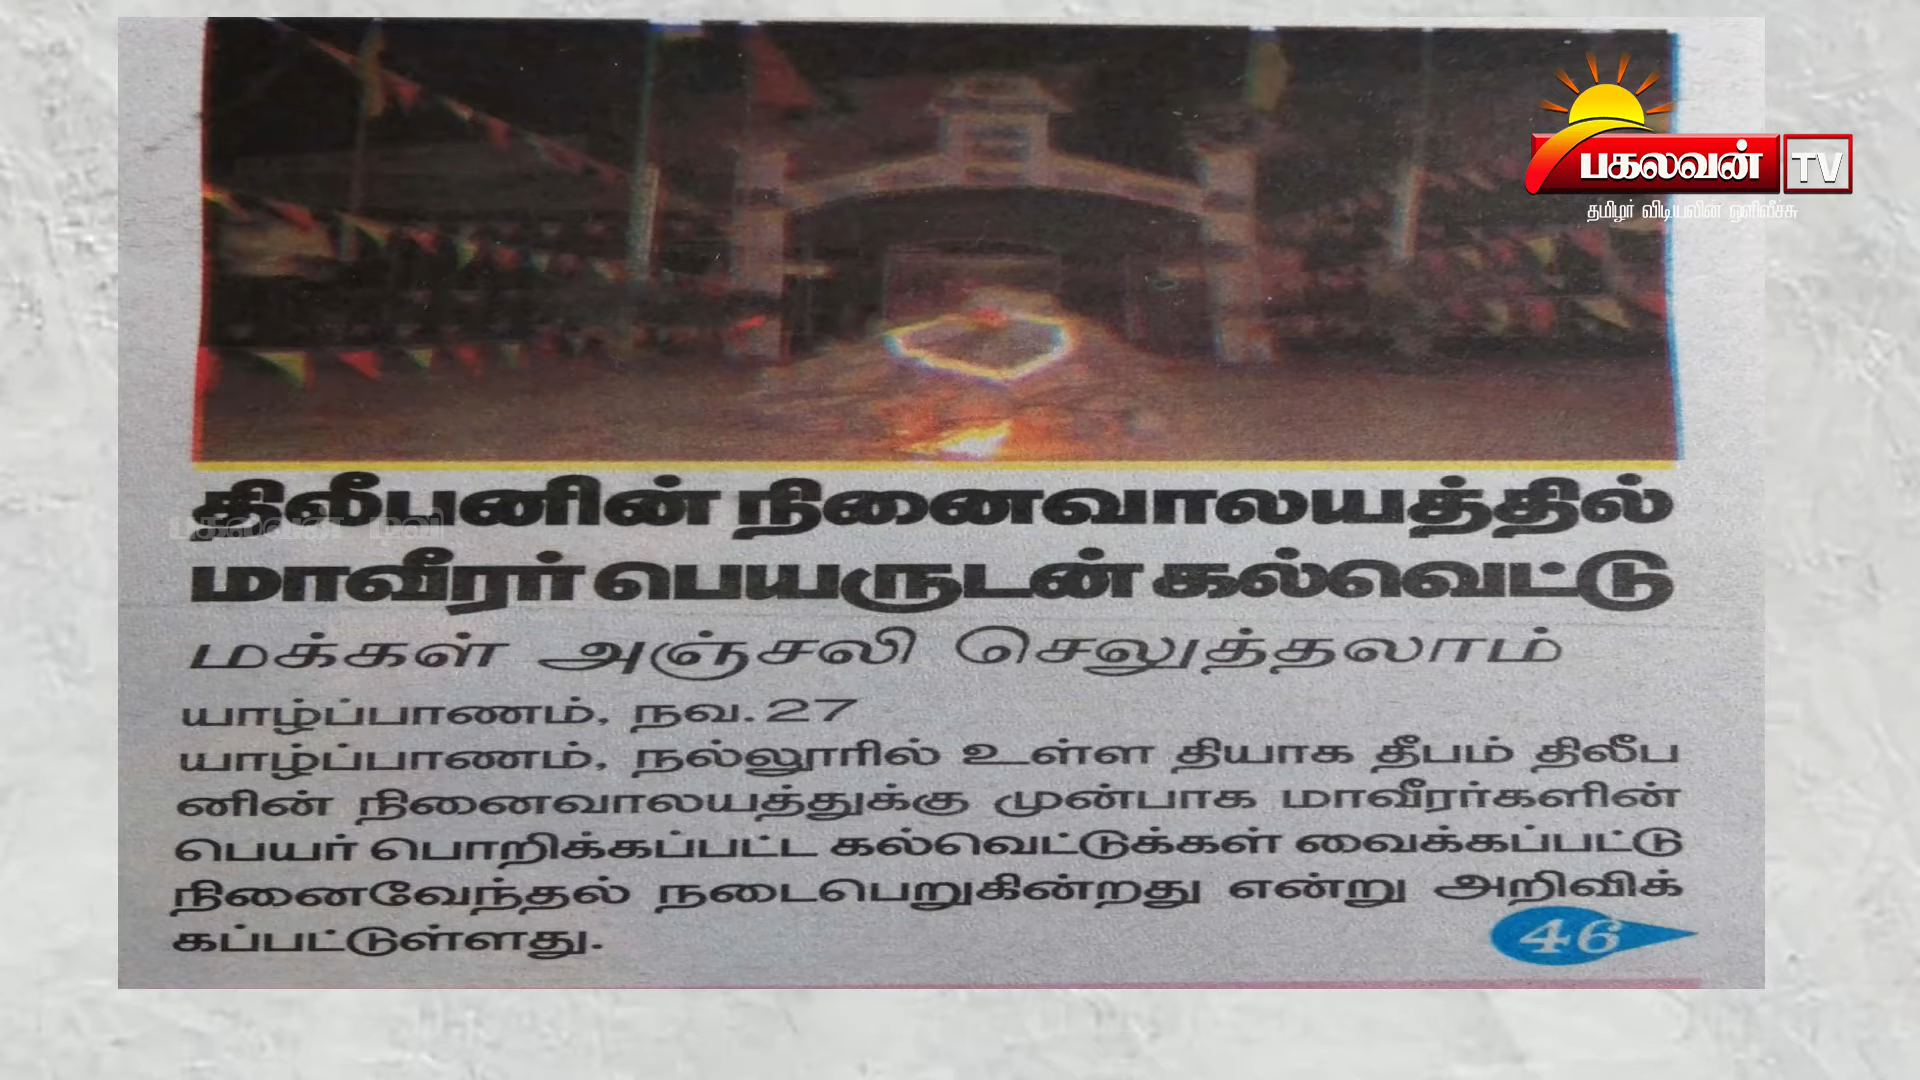 பகலவன் TV
தமிழர் விடியலின் ஒளிவீச்சு
திலீபனின் நினைவாலயத்தில்
மாவீரர் பெயருடன் கல்வெட்டு
மக்கள் அஞ்சலி செலுத்தலாம்
யாழ்ப்பாணம், நவ.27
யாழ்ப்பாணம், நல்லூரில் உள்ள தியாக தீபம் திலீப
னின் நினைவாலயத்துக்கு முன்பாக மாவீரர்களின்
பெயர் பொறிக்கப்பட்ட கல்வெட்டுக்கள் வைக்கப்பட்டு
நினைவேந்தல் நடைபெறுகின்றது என்று அறிவிக்
கப்பட்டுள்ளது.
46